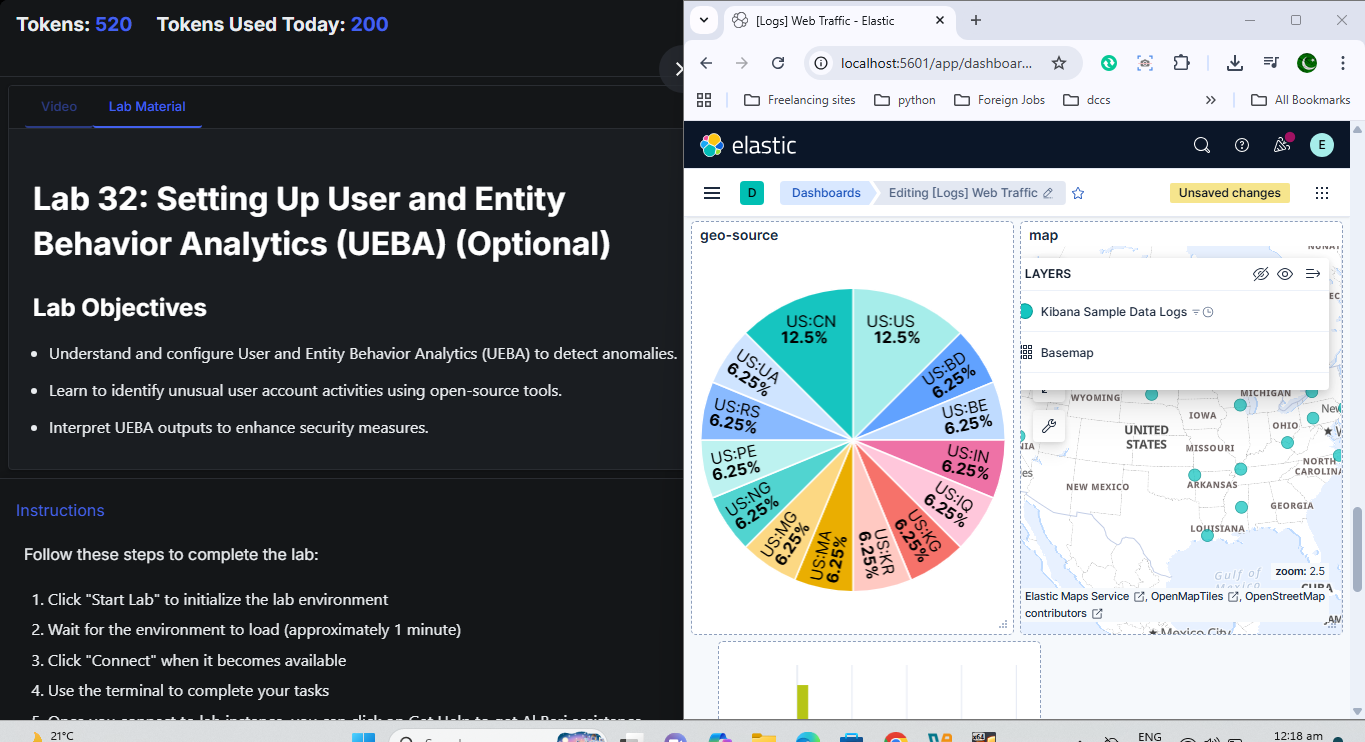 Tokens: 520 Tokens Used Today: 200
Video Lab Material
Lab 32: Setting Up User and Entity
Behavior Analytics (UEBA) (Optional)
Lab Objectives
Understand and configure User and Entity Behavior Analytics (UEBA) to detect anomalies.
Learn to identify unusual user account activities using open-source tools.
Interpret UEBA outputs to enhance security measures.
Instructions
Follow these steps to complete the lab:
1. Click "Start Lab" to initialize the lab environment
2. Wait for the environment to load (approximately 1 minute)
3. Click "Connect" when it becomes available
4. Use the terminal to complete your tasks
[Logs] Web Traffic - Elastic
localhost:5601/app/dashboar...
Freelancing sites python Foreign Jobs dccs
All Bookmarks
elastic
E
D Dashboards Editing [Logs] Web Traffic Unsaved changes
geo-source
US:CN
12.5%
US:US
12.5%
US:BD
6.25%
US:BE
6.25%
US:IN
6.25%
US:IQ
6.25%
US:KG
6.25%
US:KR
6.25%
US:MA
6.25%
US:MG
6.25%
US:NG
6.25%
US:PE
6.25%
US:RS
6.25%
US:UA
6.25%
map
LAYERS
Kibana Sample Data Logs
Basemap
WYOMING
MICHIGAN
IOWA
OHIO
UNITED
STATES
MISSOURI
NORTH
CAROLINA
NEW MEXICO
ARKANSAS
GEORGIA
LOUISIANA
Gulf of
Mexico
zoom: 2.5
CUBA
Elastic Maps Service, OpenMapTiles, OpenStreetMap
contributors
Mexico City
21°C
ENG
12:18 am